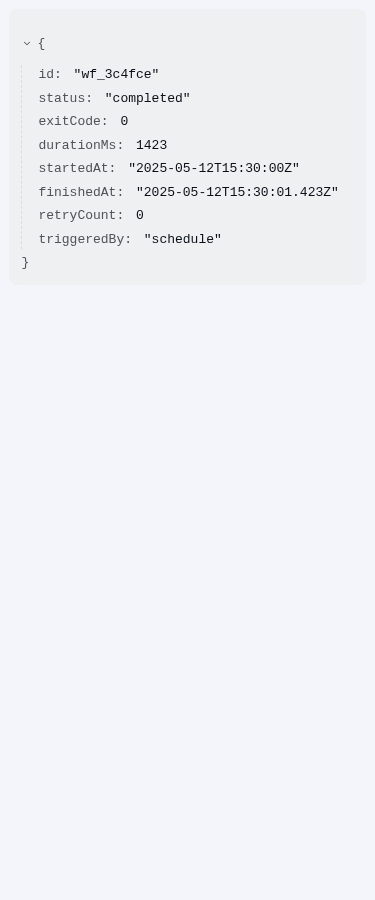 {
id: "wf_3c4fce"
status: "completed"
exitCode: 0
durationMs: 1423
startedAt: "2025-05-12T15:30:00Z"
finishedAt: "2025-05-12T15:30:01.423Z"
retryCount: 0
triggeredBy: "schedule"
}